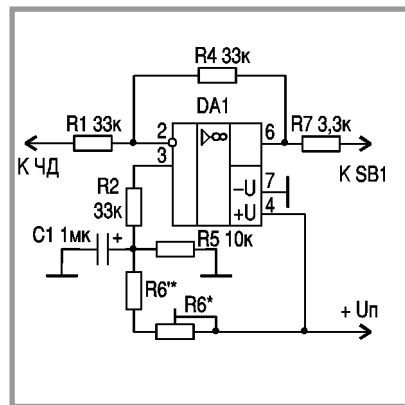 R4 33к
DA1
R1 33к
2
▷∞
6
R7 3,3к
К ЧД
3
К SB1
R2
33к
–U
7
+U
4
C1 1мк
+
R5 10к
R6'*
R6*
+ Uп